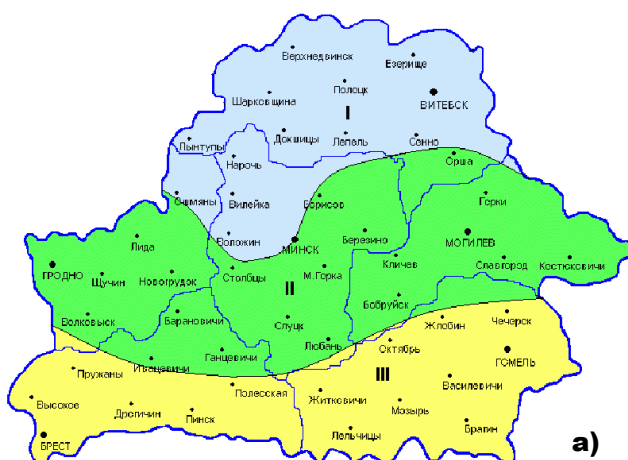 Верхнедвинск
Езерище
Полоцк
Шарковщина
ВИТЕБСК
I
Докшицы
Лепель
Сенно
Лынтупы
Нарочь
Орша
Ошмяны
Вилейка
Борисов
Горки
Воложин
Березино
МОГИЛЕВ
Лида
МИНСК
ГРОДНО
Щучин
Новогрудок
Столбцы
М.Горка
Кличев
Славгород
Костюковичи
II
Бобруйск
Волковыск
Барановичи
Слуцк
Жлобин
Чечерск
Любань
Октябрь
Ганцевичи
Ивацевичи
ГОМЕЛЬ
Пружаны
III
Полесская
Василевичи
Высокое
Житковичи
Дрогичин
Пинск
Мозырь
Брагин
Лельчицы
БРЕСТ
а)